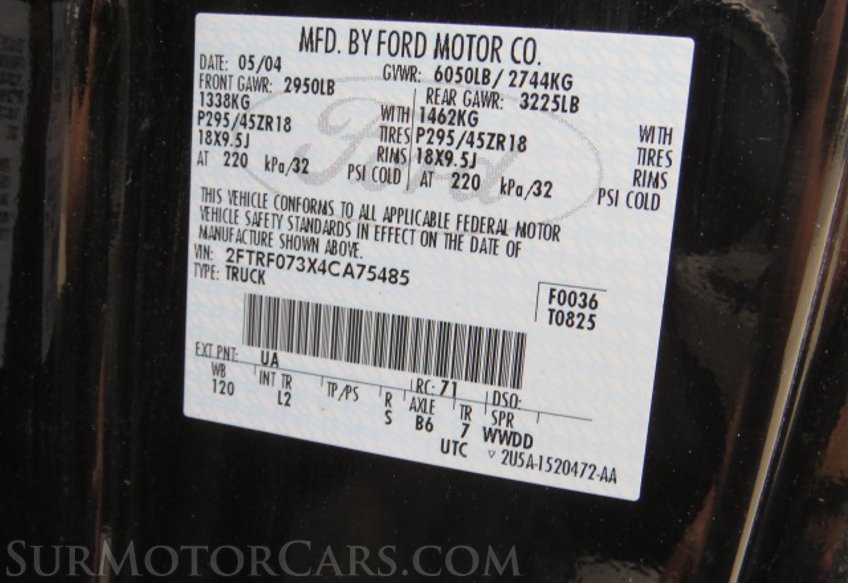 MFD. BY FORD MOTOR CO.
DATE: 05/04 GVWR: 6050LB/ 2744KG
FRONT GAWR: 2950LB REAR GAWR: 3225LB
1338KG WITH 1462KG WITH
P295/45ZR18 TIRES P295/45ZR18 TIRES
18X9.5J RIMS 18X9.5J RIMS
AT 220 kPa/32 PSI COLD AT 220 kPa/32 PSI COLD
Ford
THIS VEHICLE CONFORMS TO ALL APPLICABLE FEDERAL MOTOR
VEHICLE SAFETY STANDARDS IN EFFECT ON THE DATE OF
MANUFACTURE SHOWN ABOVE.
VIN: 2FTRF073X4CA75485
TYPE: TRUCK
F0036
T0825
EXT PNT: UA RC: 71 DSO:
WB INT TR TP/PS R AXLE TR SPR
120 L2 S B6 7 WWDD
UTC ▽ 2U5A-1520472-AA
SURMOTORCARS.COM